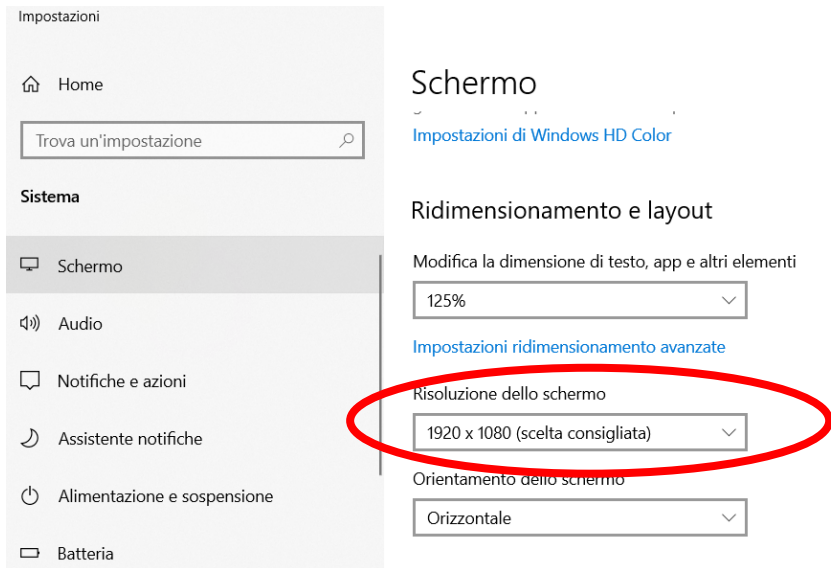 Impostazioni
Home
Trova un'impostazione
Sistema
Schermo
Audio
Notifiche e azioni
Assistente notifiche
Alimentazione e sospensione
Batteria
Schermo
Impostazioni di Windows HD Color
Ridimensionamento e layout
Modifica la dimensione di testo, app e altri elementi
125%
Impostazioni ridimensionamento avanzate
Risoluzione dello schermo
1920 x 1080 (scelta consigliata)
Orientamento dello schermo
Orizzontale